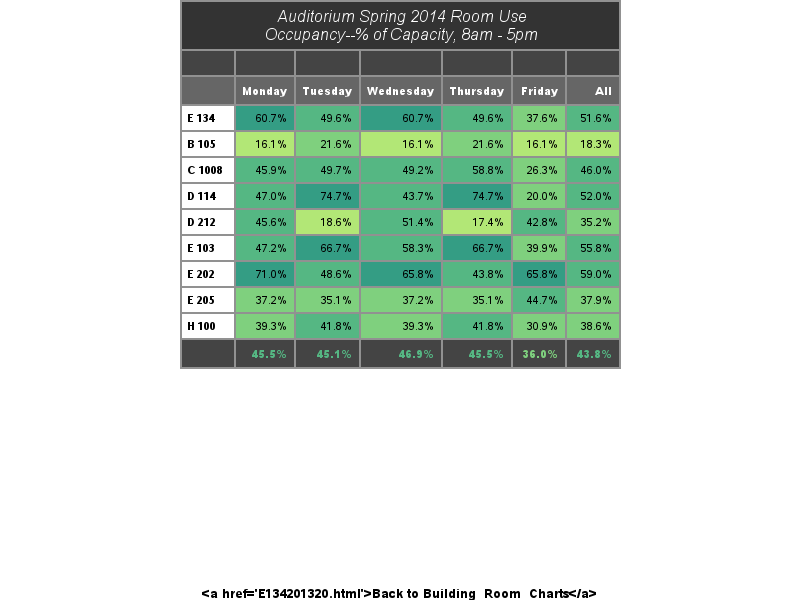 Auditorium Spring 2014 Room Use
Occupancy--% of Capacity, 8am - 5pm
Monday Tuesday Wednesday Thursday Friday All
E 134 60.7% 49.6% 60.7% 49.6% 37.6% 51.6%
B 105 16.1% 21.6% 16.1% 21.6% 16.1% 18.3%
C 1008 45.9% 49.7% 49.2% 58.8% 26.3% 46.0%
D 114 47.0% 74.7% 43.7% 74.7% 20.0% 52.0%
D 212 45.6% 18.6% 51.4% 17.4% 42.8% 35.2%
E 103 47.2% 66.7% 58.3% 66.7% 39.9% 55.8%
E 202 71.0% 48.6% 65.8% 43.8% 65.8% 59.0%
E 205 37.2% 35.1% 37.2% 35.1% 44.7% 37.9%
H 100 39.3% 41.8% 39.3% 41.8% 30.9% 38.6%
45.5% 45.1% 46.9% 45.5% 36.0% 43.8%
<a href='E134201320.html'>Back to Building_Room_Charts</a>